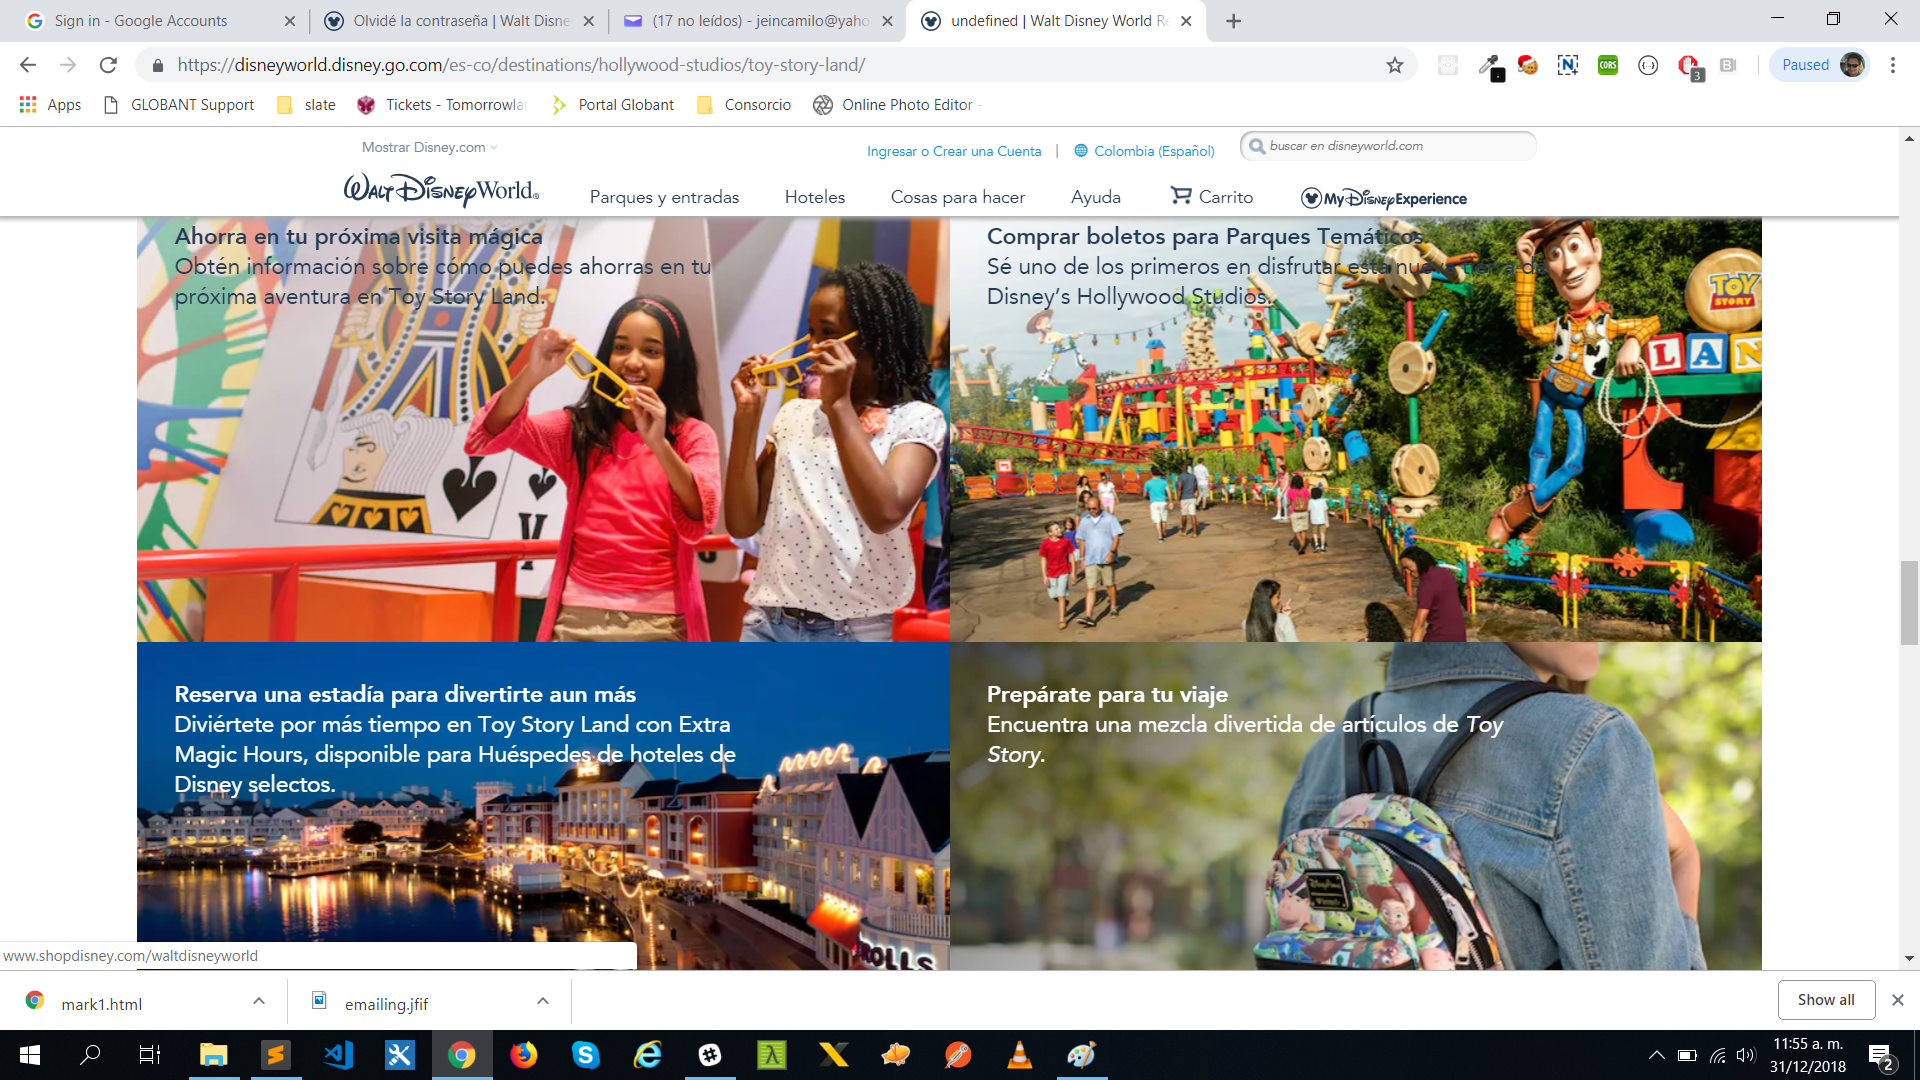 Sign in - Google Accounts
Olvidé la contraseña | Walt Disne
(17 no leídos) - jeincamilo@yaho
undefined | Walt Disney World Re
https://disneyworld.disney.go.com/es-co/destinations/hollywood-studios/toy-story-land/
CORS
3
Paused
Apps
GLOBANT Support
slate
Tickets - Tomorrowla
Portal Globant
Consorcio
Online Photo Editor -
Mostrar Disney.com
Ingresar o Crear una Cuenta
|
Colombia (Español)
buscar en disneyworld.com
Walt Disney World.
Parques y entradas
Hoteles
Cosas para hacer
Ayuda
Carrito
My Disney Experience
Ahorra en tu próxima visita mágica
Obtén información sobre cómo puedes ahorras en tu
próxima aventura en Toy Story Land.
Comprar boletos para Parques Temáticos.
Sé uno de los primeros en disfrutar esta nueva tierra de
Disney’s Hollywood Studios.
TOY
STORY
LAN
Reserva una estadía para divertirte aun más
Diviértete por más tiempo en Toy Story Land con Extra
Magic Hours, disponible para Huéspedes de hoteles de
Disney selectos.
Prepárate para tu viaje
Encuentra una mezcla divertida de artículos de Toy
Story.
ROLLS
www.shopdisney.com/waltdisneyworld
mark1.html
emailing.jfif
Show all
11:55 a. m.
31/12/2018
2